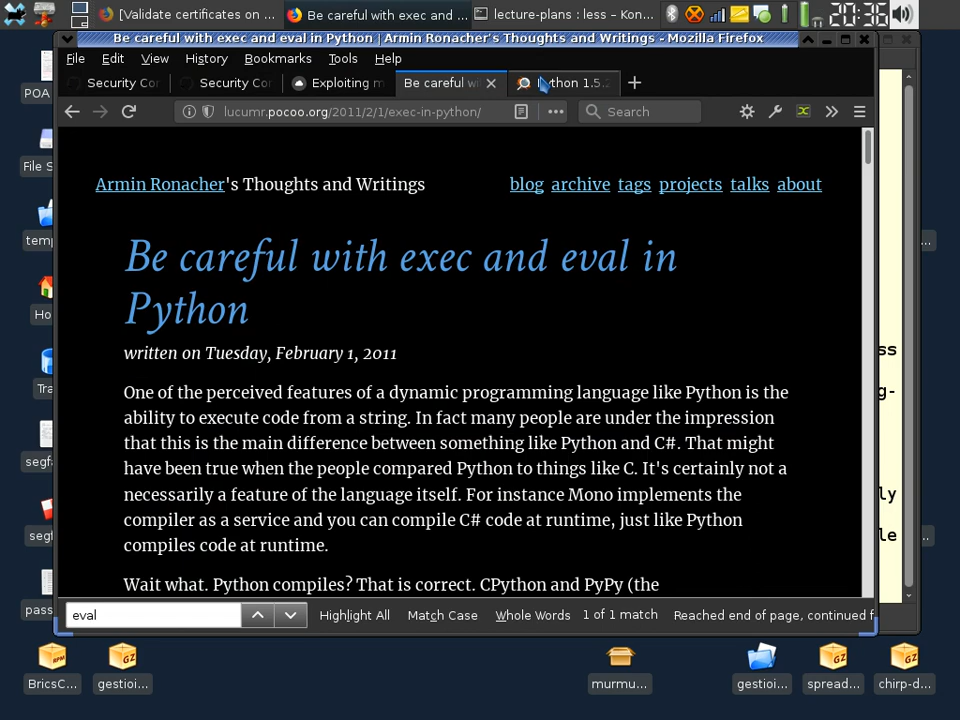 [Validate certificates on ...
Be careful with exec and ...
lecture-plans : less – Kon...
20:36
Be careful with exec and eval in Python | Armin Ronacher's Thoughts and Writings - Mozilla Firefox
File Edit View History Bookmarks Tools Help
Security Co
Security Co
Exploiting m
Be careful w
ython 1.5.2
lucumr.pocoo.org/2011/2/1/exec-in-python/
Search
Armin Ronacher's Thoughts and Writings
blog archive tags projects talks about
Be careful with exec and eval in
Python
written on Tuesday, February 1, 2011
One of the perceived features of a dynamic programming language like Python is the
ability to execute code from a string. In fact many people are under the impression
that this is the main difference between something like Python and C#. That might
have been true when the people compared Python to things like C. It's certainly not a
necessarily a feature of the language itself. For instance Mono implements the
compiler as a service and you can compile C# code at runtime, just like Python
compiles code at runtime.
Wait what. Python compiles? That is correct. CPython and PyPy (the
eval
Highlight All Match Case Whole Words 1 of 1 match Reached end of page, continued f
POA
File S
temp
Ho
Tra
segfa
segf
pass
ss
g-
ly
le
BricsC...
gestioi...
murmu...
gestioi...
spread...
chirp-d...